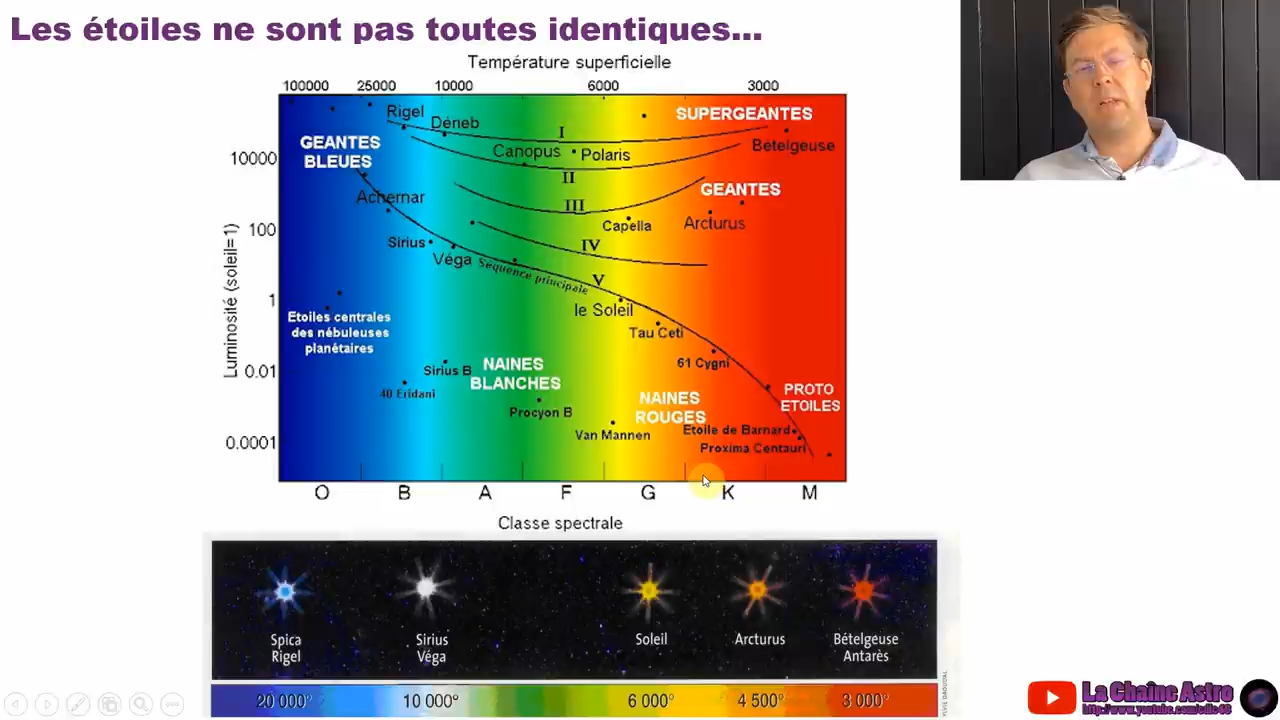 Les étoiles ne sont pas toutes identiques...
Température superficielle
100000 25000 10000 6000 3000
Rigel
Déneb
SUPERGEANTES
I
GEANTES
BLEUES
Canopus
Polaris
Bételgeuse
10000
II
Achernar
GEANTES
III
Capella
Arcturus
100
Sirius
IV
Véga
Séquence principale
V
Luminosité (soleil=1)
1
le Soleil
Etoiles centrales
des nébuleuses
planétaires
Tau Ceti
61 Cygni
0.01
Sirius B
NAINES
BLANCHES
40 Eridani
PROTO
ETOILES
NAINES
ROUGES
Procyon B
Van Mannen
Etoile de Barnard
Proxima Centauri
0.0001
O B A F G K M
Classe spectrale
Spica
Rigel
Sirius
Véga
Soleil
Arcturus
Bételgeuse
Antarès
20 000° 10 000° 6 000° 4 500° 3 000°
La Chaîne Astro